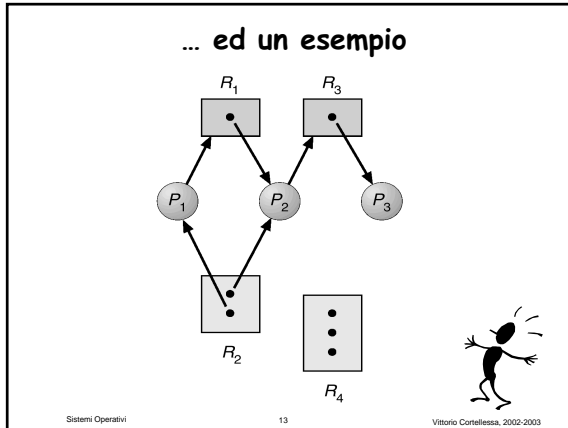 ... ed un esempio
R1 R3
P1 P2 P3
R2
R4
Sistemi Operativi 13 Vittorio Cortellessa, 2002-2003